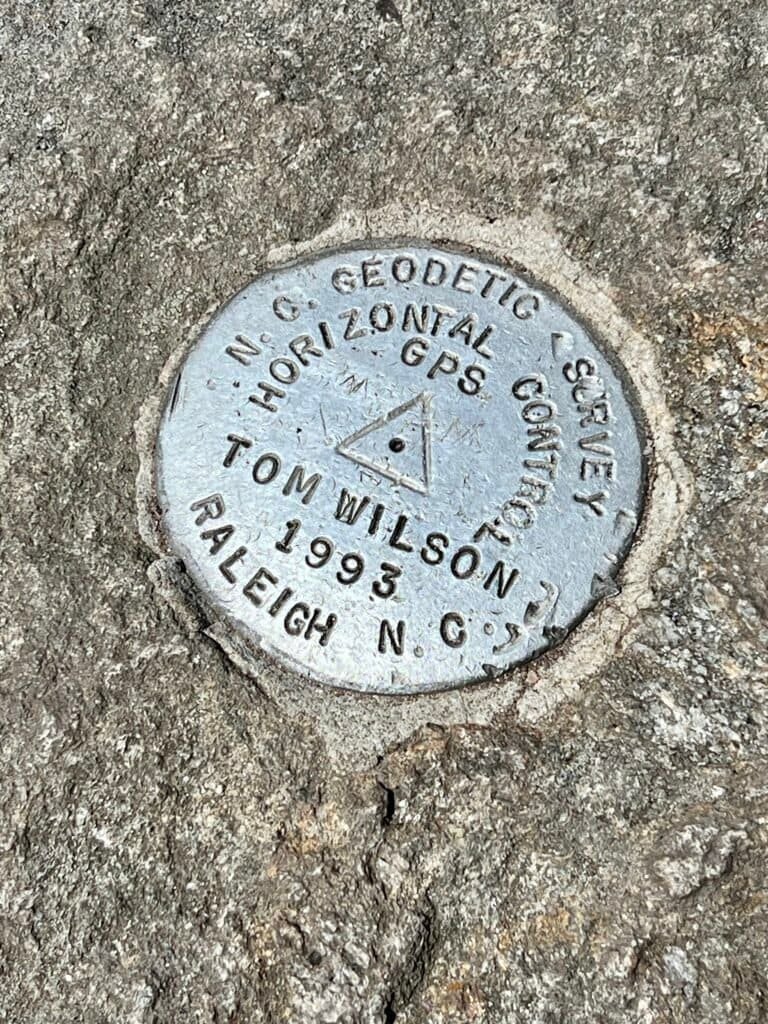 N. C. GEODETIC SURVEY
HORIZONTAL CONTROL
GPS
TOM WILSON
1993
RALEIGH N. C.